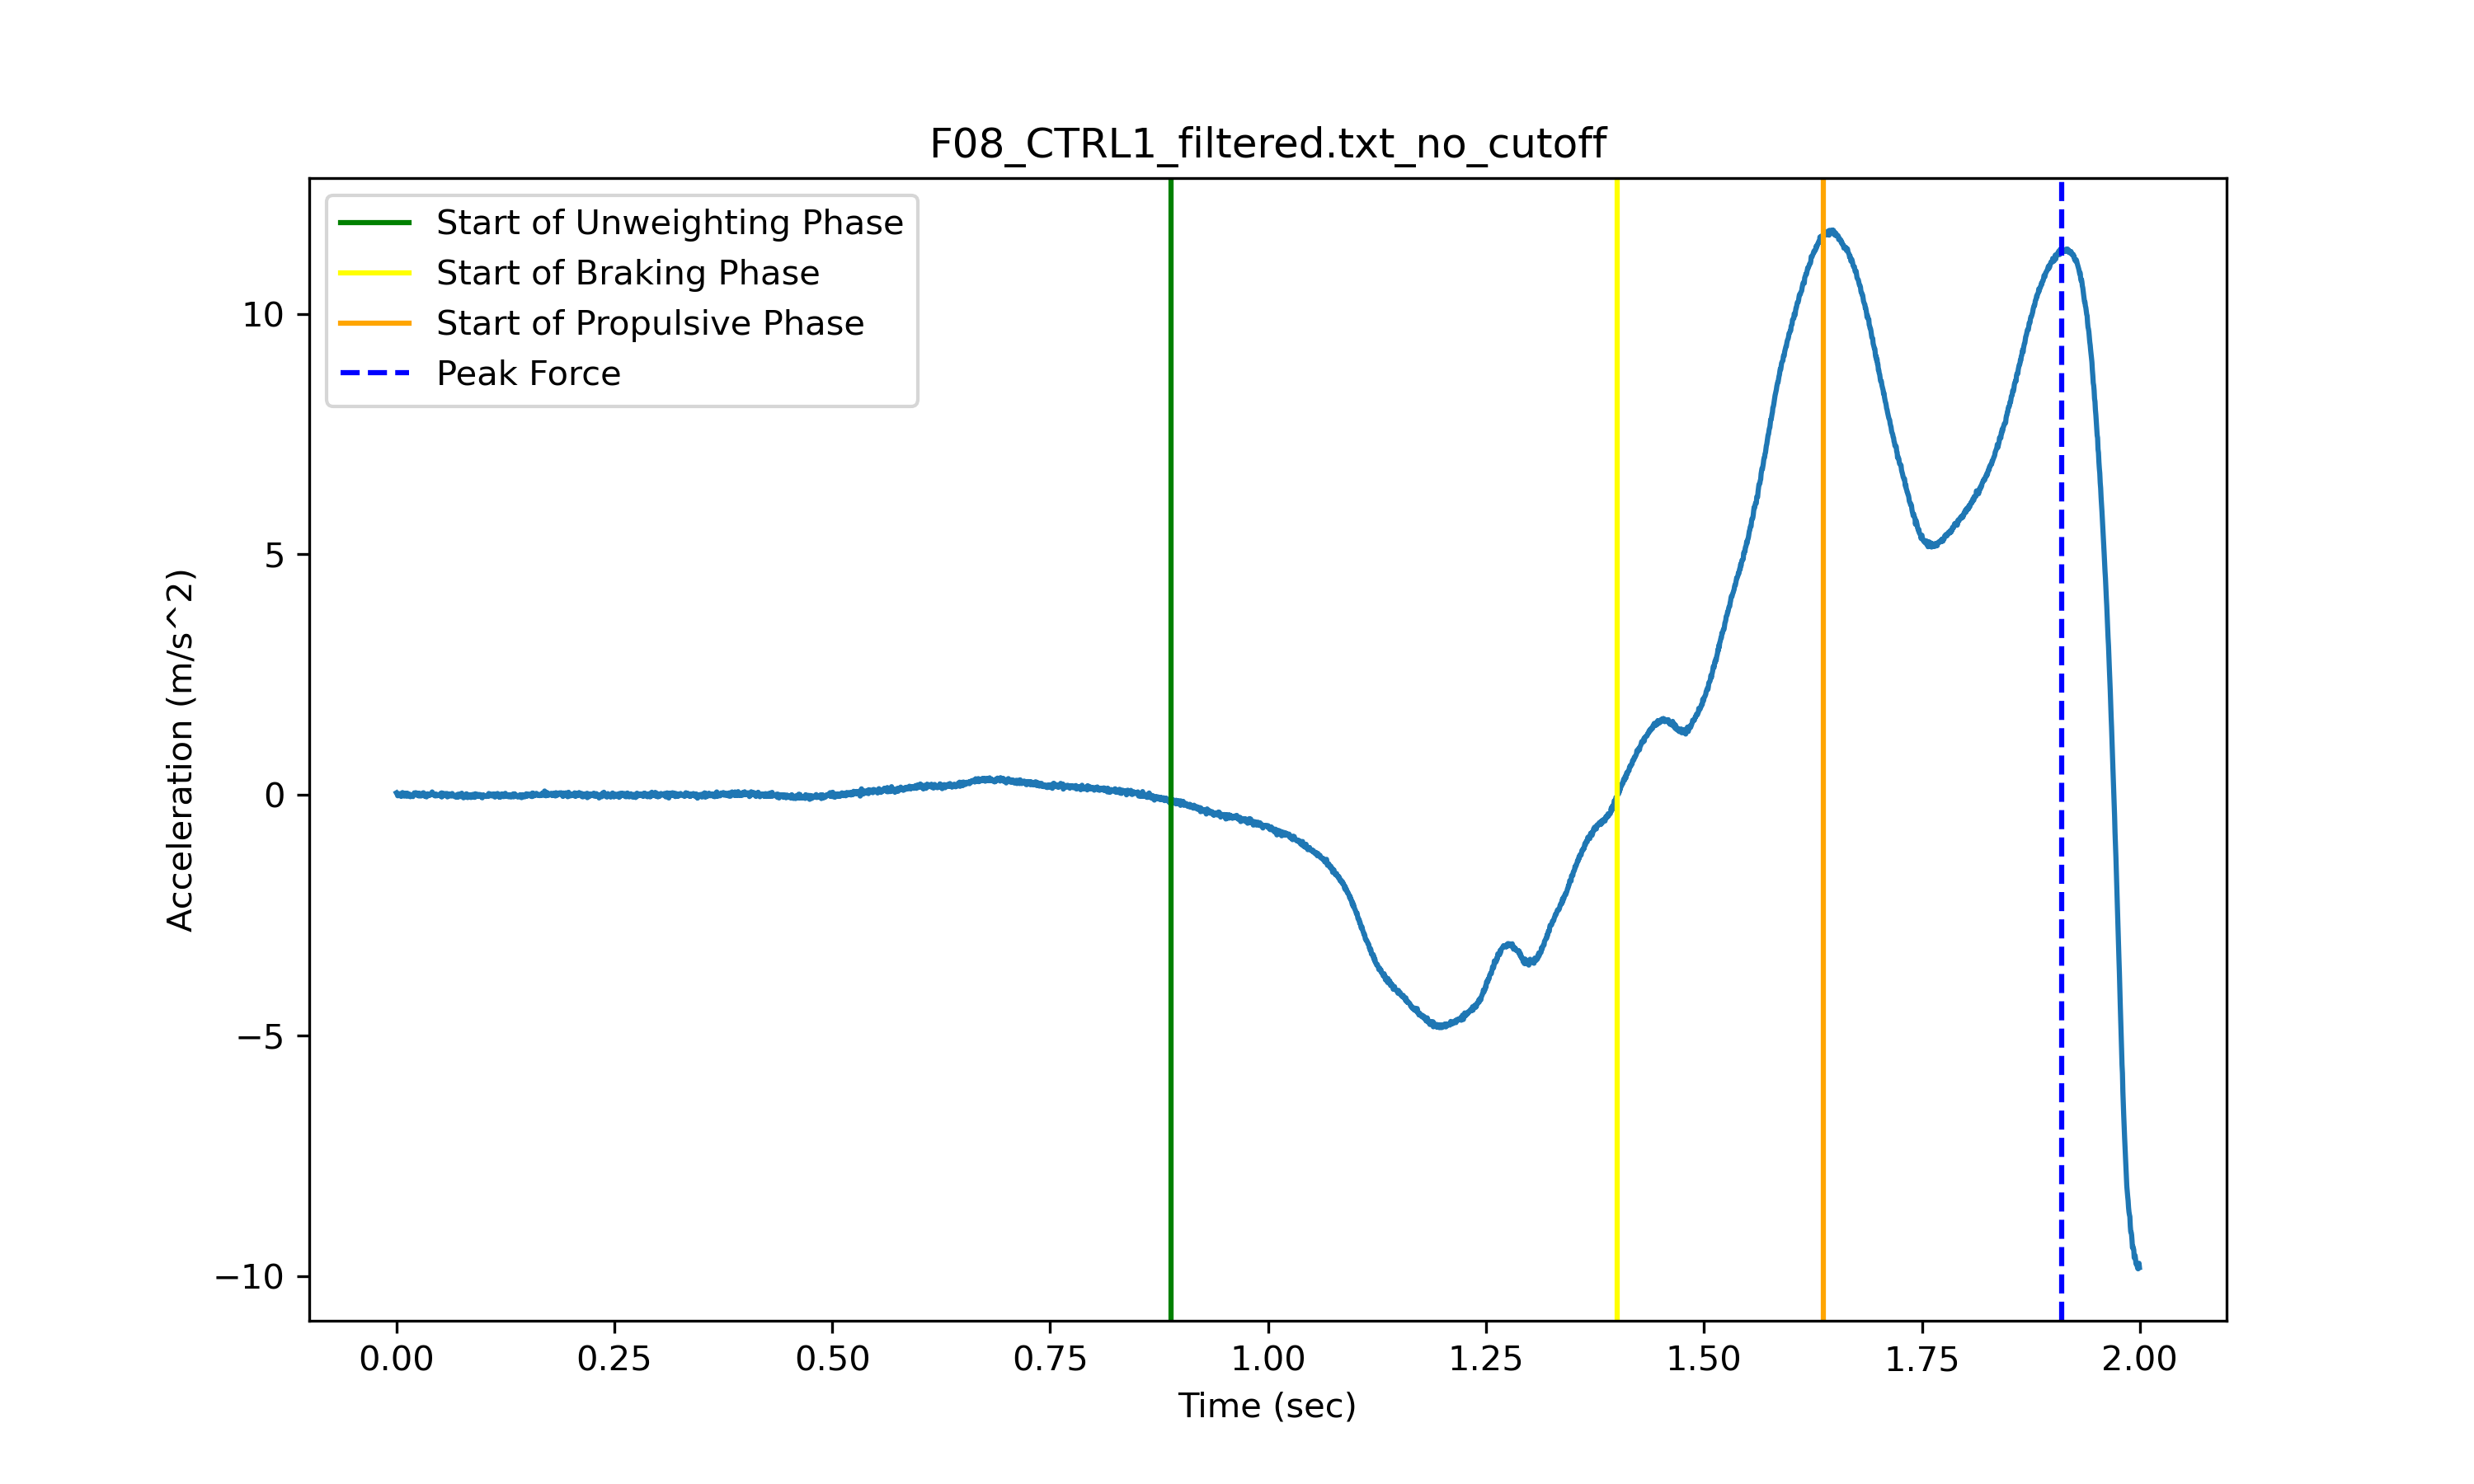 F08_CTRL1_filtered.txt_no_cutoff
Start of Unweighting Phase
Start of Braking Phase
Start of Propulsive Phase
Peak Force
10
5
0
−5
−10
Acceleration (m/s^2)
0.00 0.25 0.50 0.75 1.00 1.25 1.50 1.75 2.00
Time (sec)